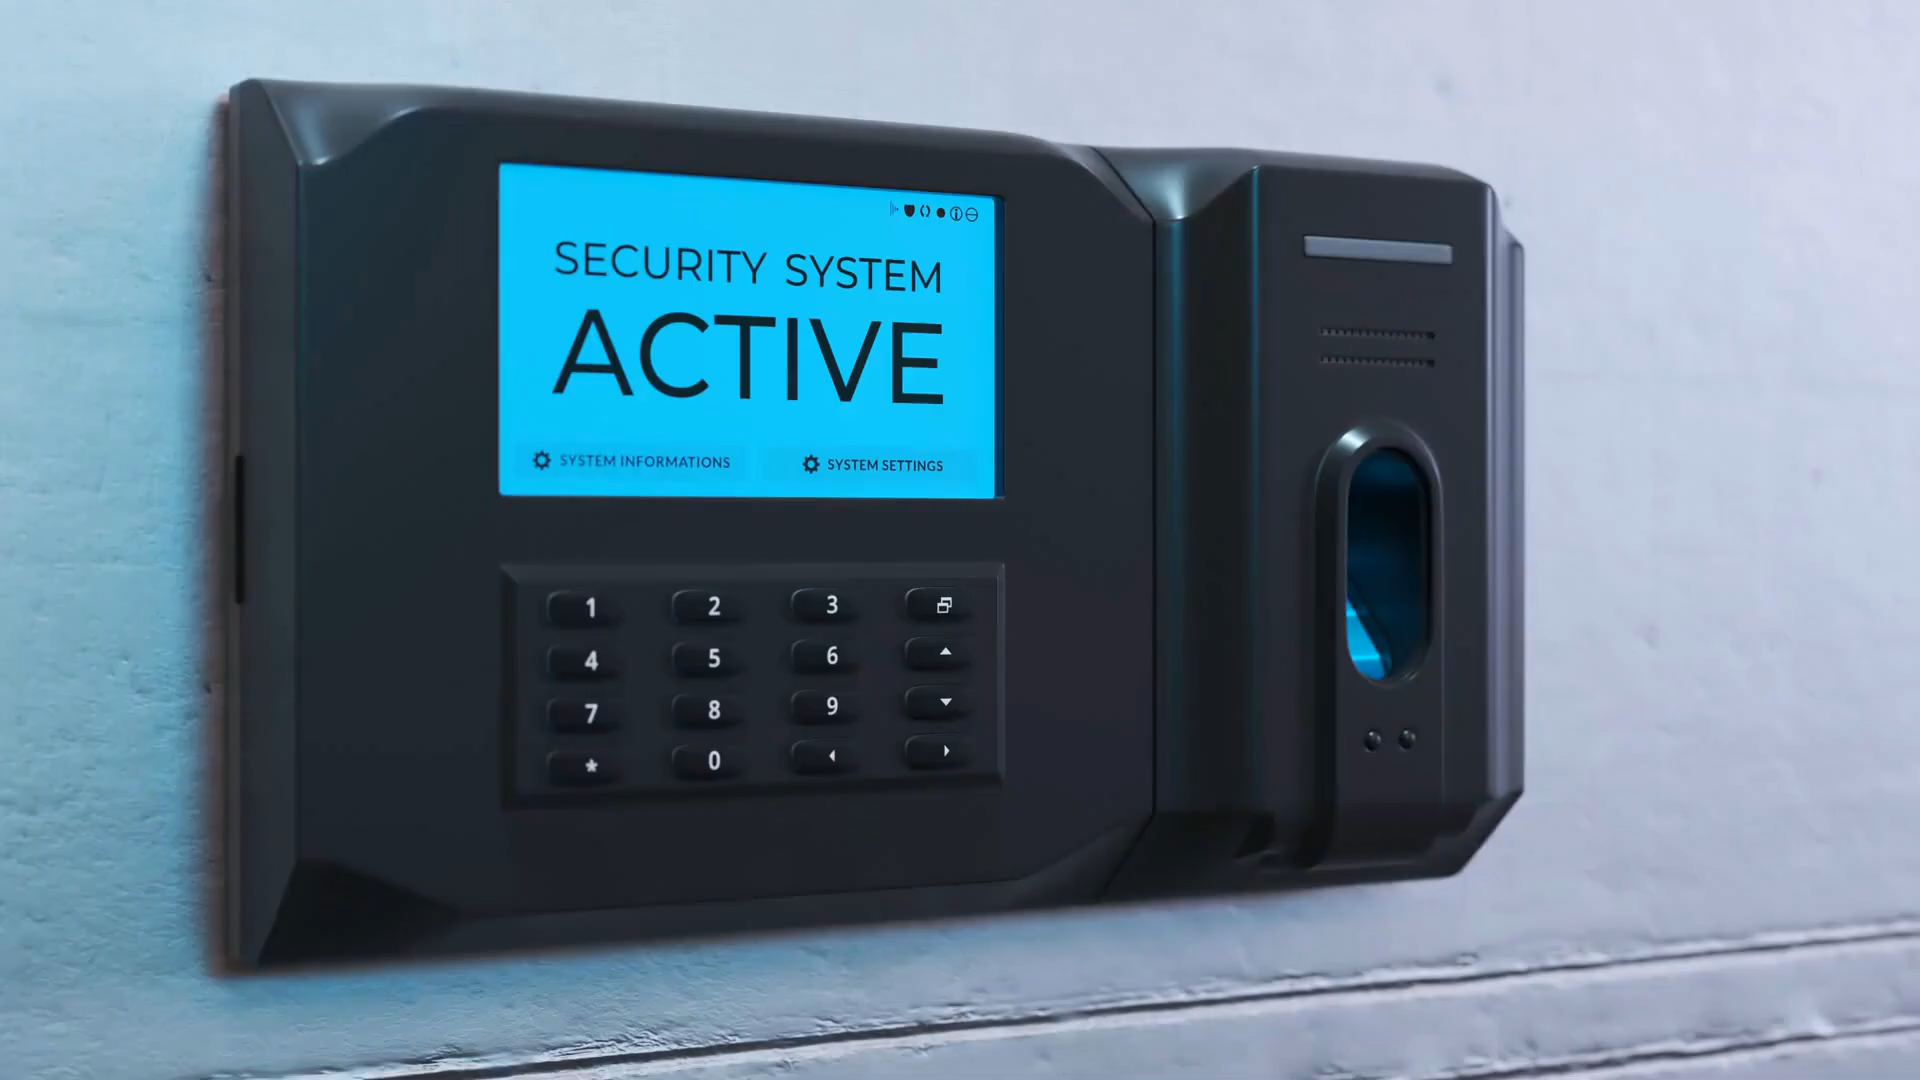 SECURITY SYSTEM
ACTIVE
SYSTEM INFORMATIONS SYSTEM SETTINGS
1 2 3
4 5 6
7 8 9
* 0